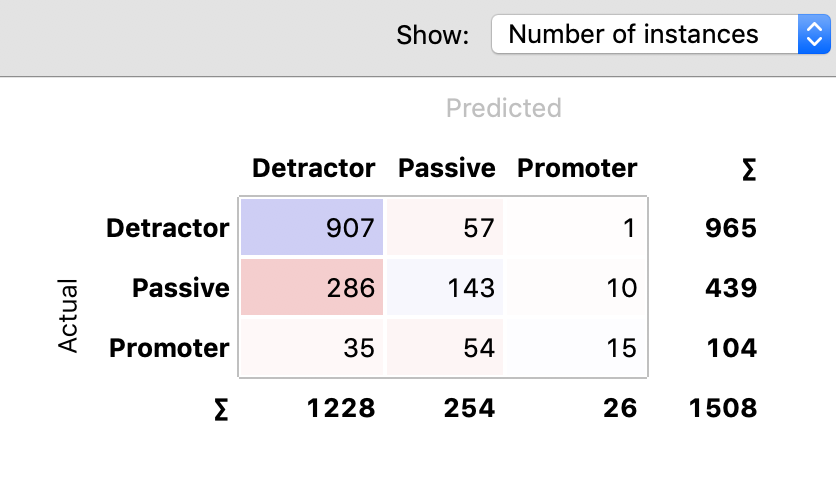 Show: Number of instances
Predicted
Detractor Passive Promoter Σ
Detractor 907 57 1 965
Actual
Passive 286 143 10 439
Promoter 35 54 15 104
Σ 1228 254 26 1508